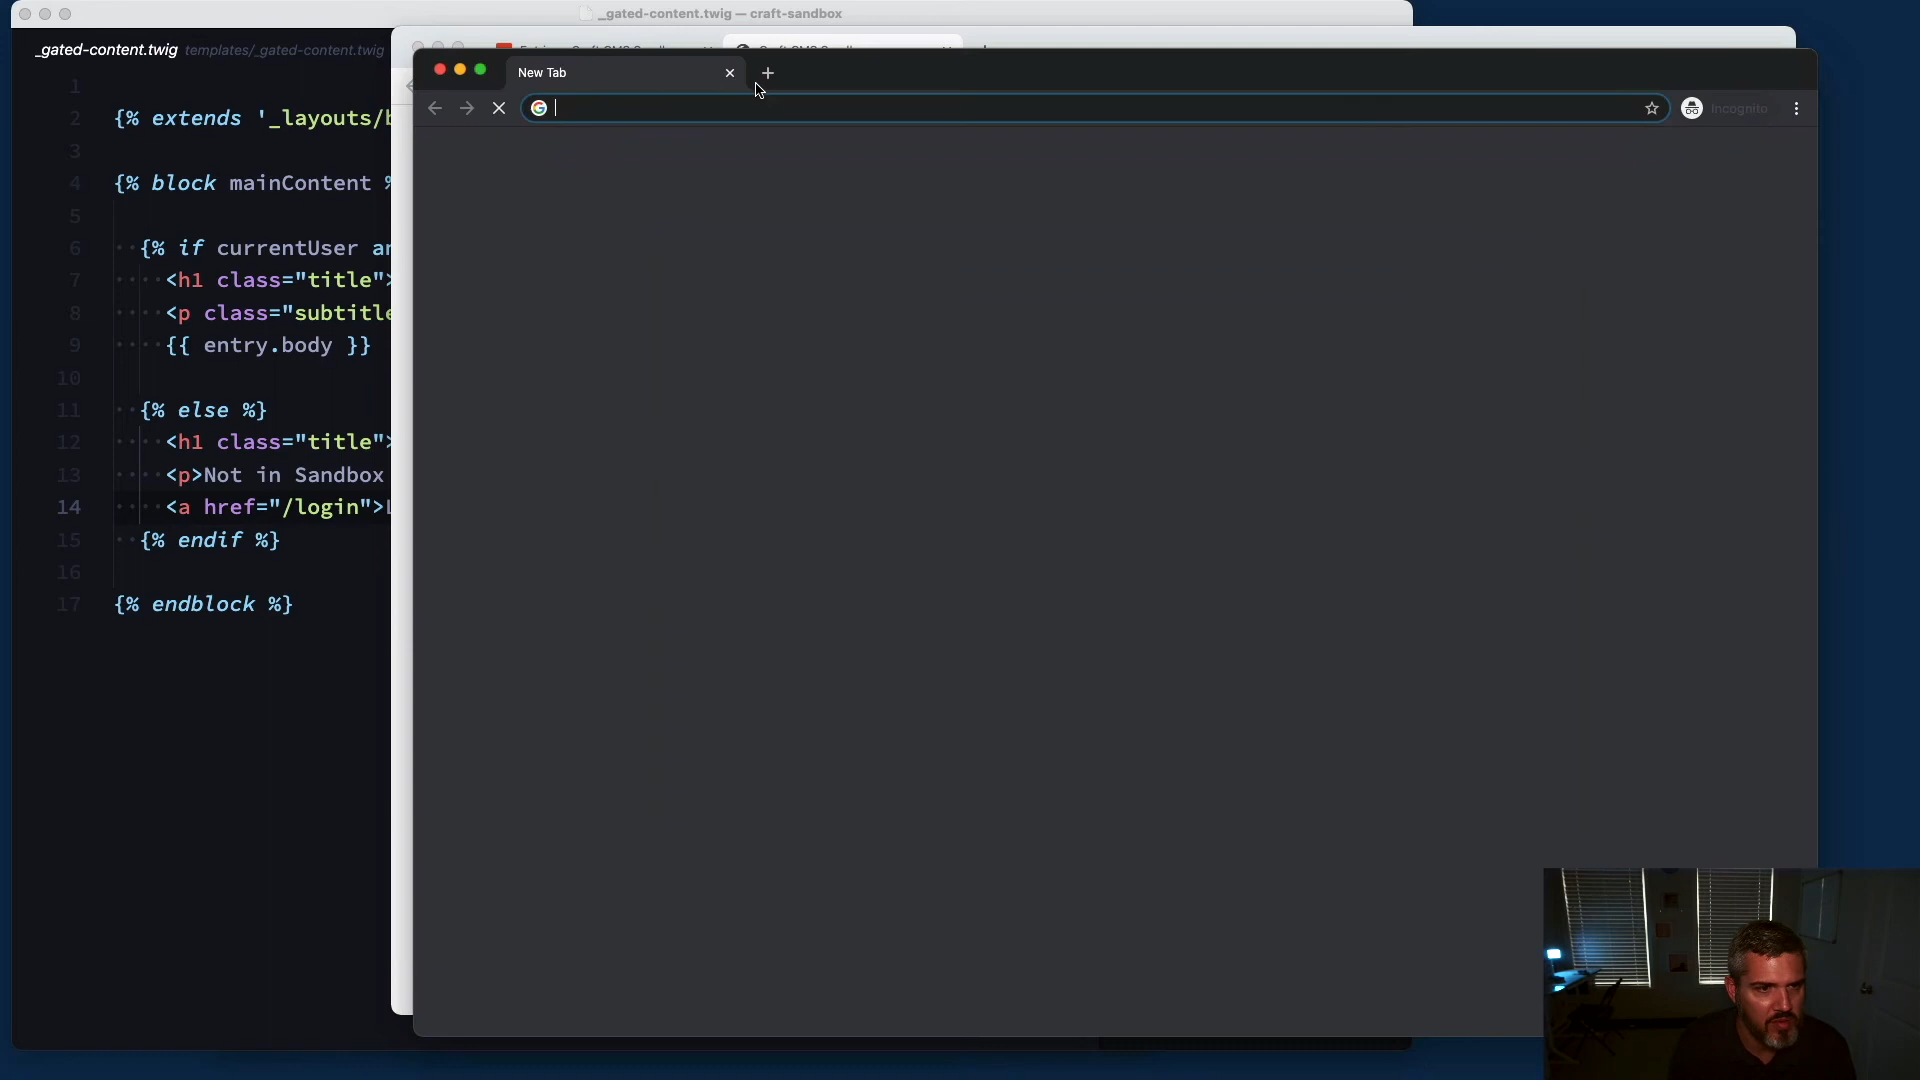 _gated-content.twig — craft-sandbox
_gated-content.twig templates/_gated-content.twig
New Tab
Incognito
1
2 {% extends '_layouts/b
3
4 {% block mainContent %
5
6 {% if currentUser an
7 <h1 class="title">
8 <p class="subtitle
9 {{ entry.body }}
10
11 {% else %}
12 <h1 class="title">
13 <p>Not in Sandbox
14 <a href="/login">L
15 {% endif %}
16
17 {% endblock %}